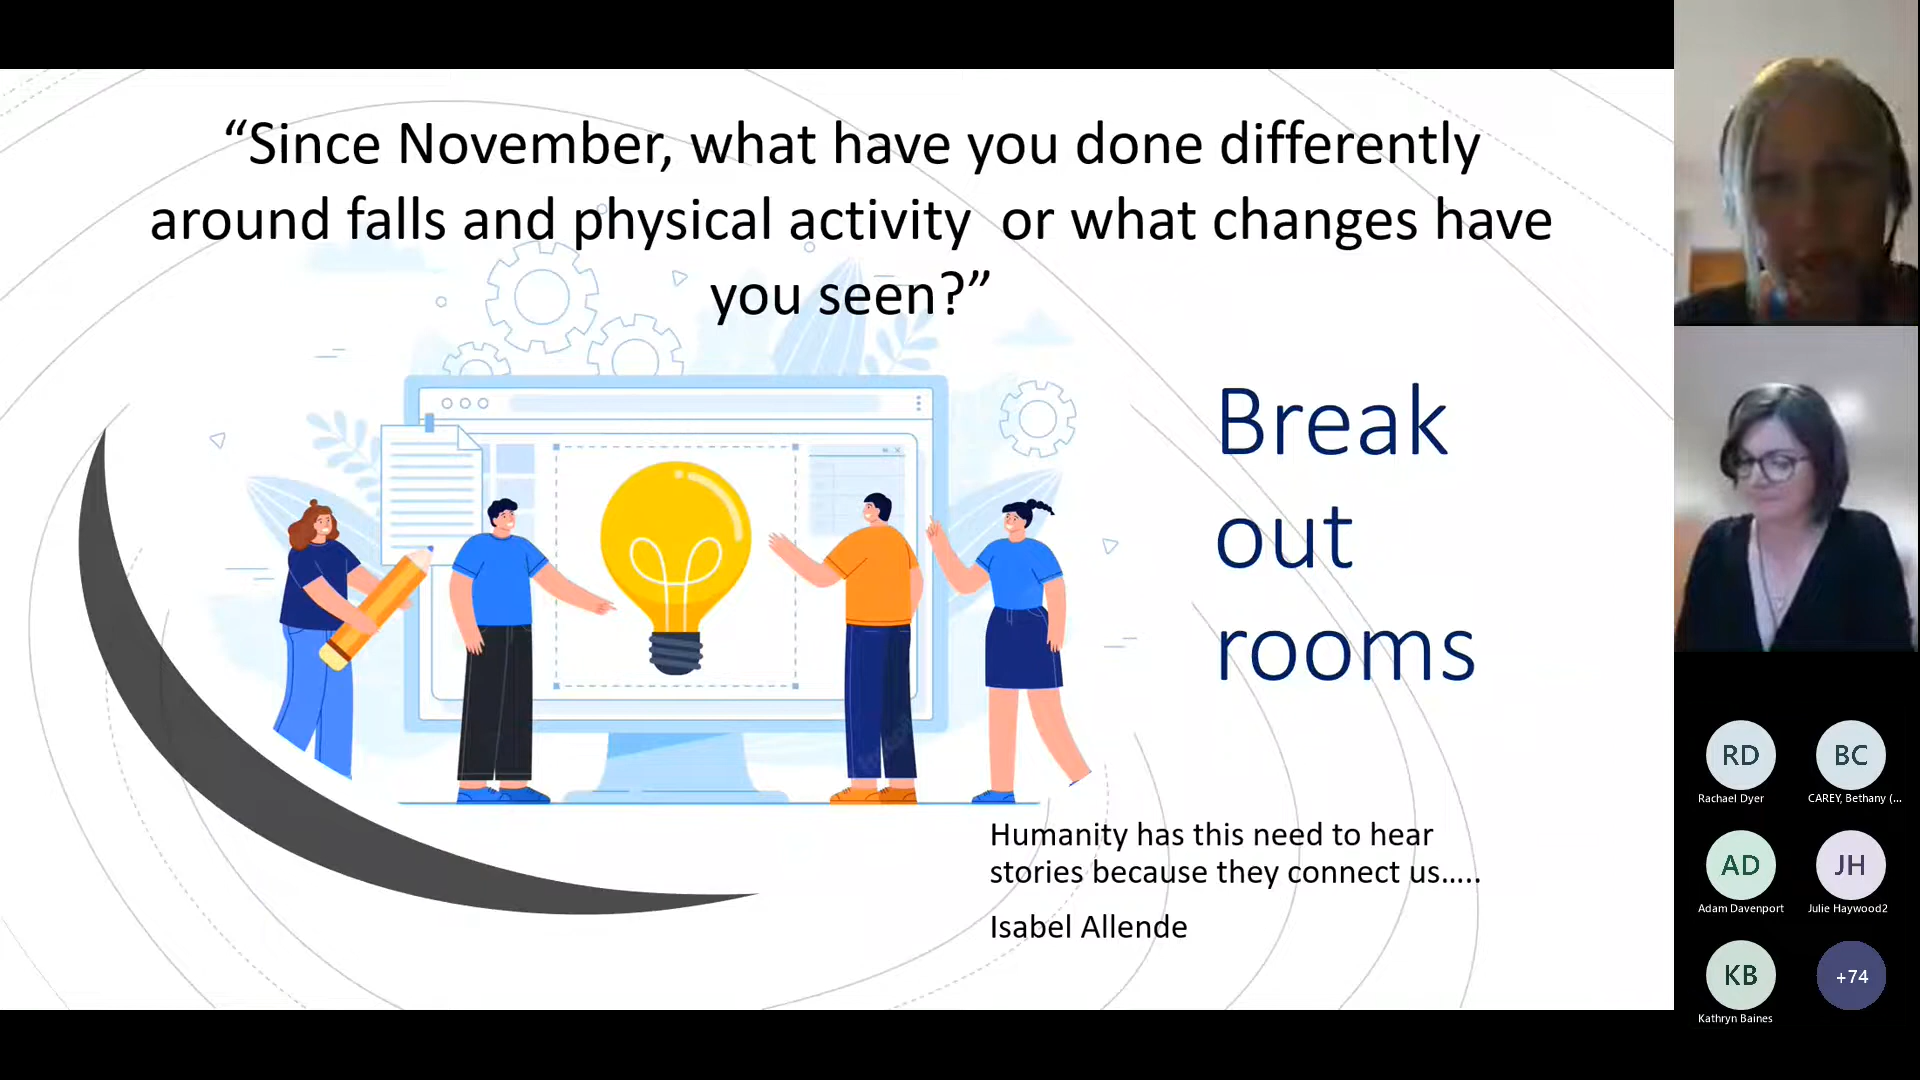 “Since November, what have you done differently
around falls and physical activity  or what changes have
you seen?”
Break
out
rooms
Humanity has this need to hear
stories because they connect us.....
Isabel Allende
RD
BC
Rachael Dyer
CAREY, Bethany (...
AD
JH
Adam Davenport
Julie Haywood2
KB
+74
Kathryn Baines